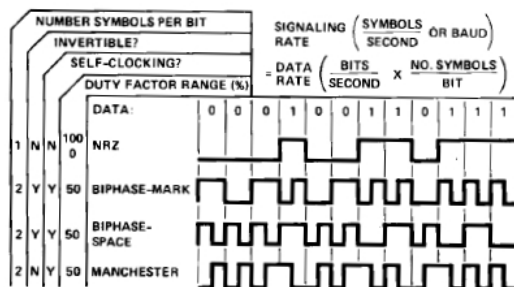 NUMBER SYMBOLS PER BIT
INVERTIBLE?
SELF-CLOCKING?
DUTY FACTOR RANGE (%)
SIGNALING RATE (SYMBOLS/SECOND OR BAUD)
= DATA RATE (BITS/SECOND X NO. SYMBOLS/BIT)
DATA: 0 0 0 1 0 0 1 1 0 1 1 1
1 N N 100 0 NRZ
2 Y Y 50 BIPHASE-MARK
2 Y Y 50 BIPHASE-SPACE
2 N Y 50 MANCHESTER